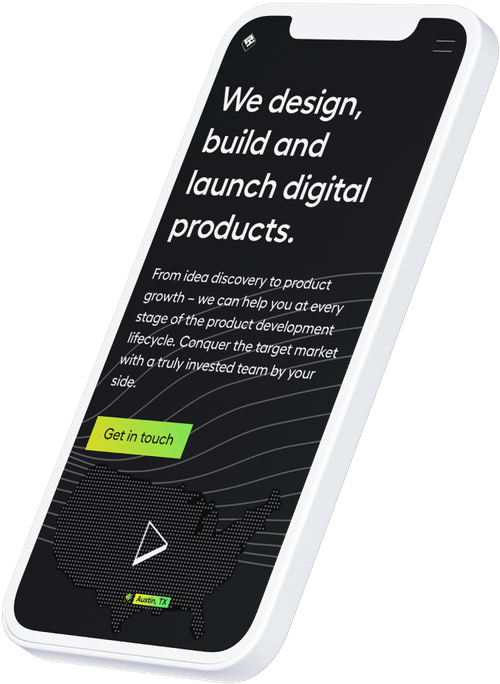 We design,
build and
launch digital
products.
From idea discovery to product
growth – we can help you at every
stage of the product development
lifecycle. Conquer the target market
with a truly invested team by your
side.
Get in touch
Austin, TX